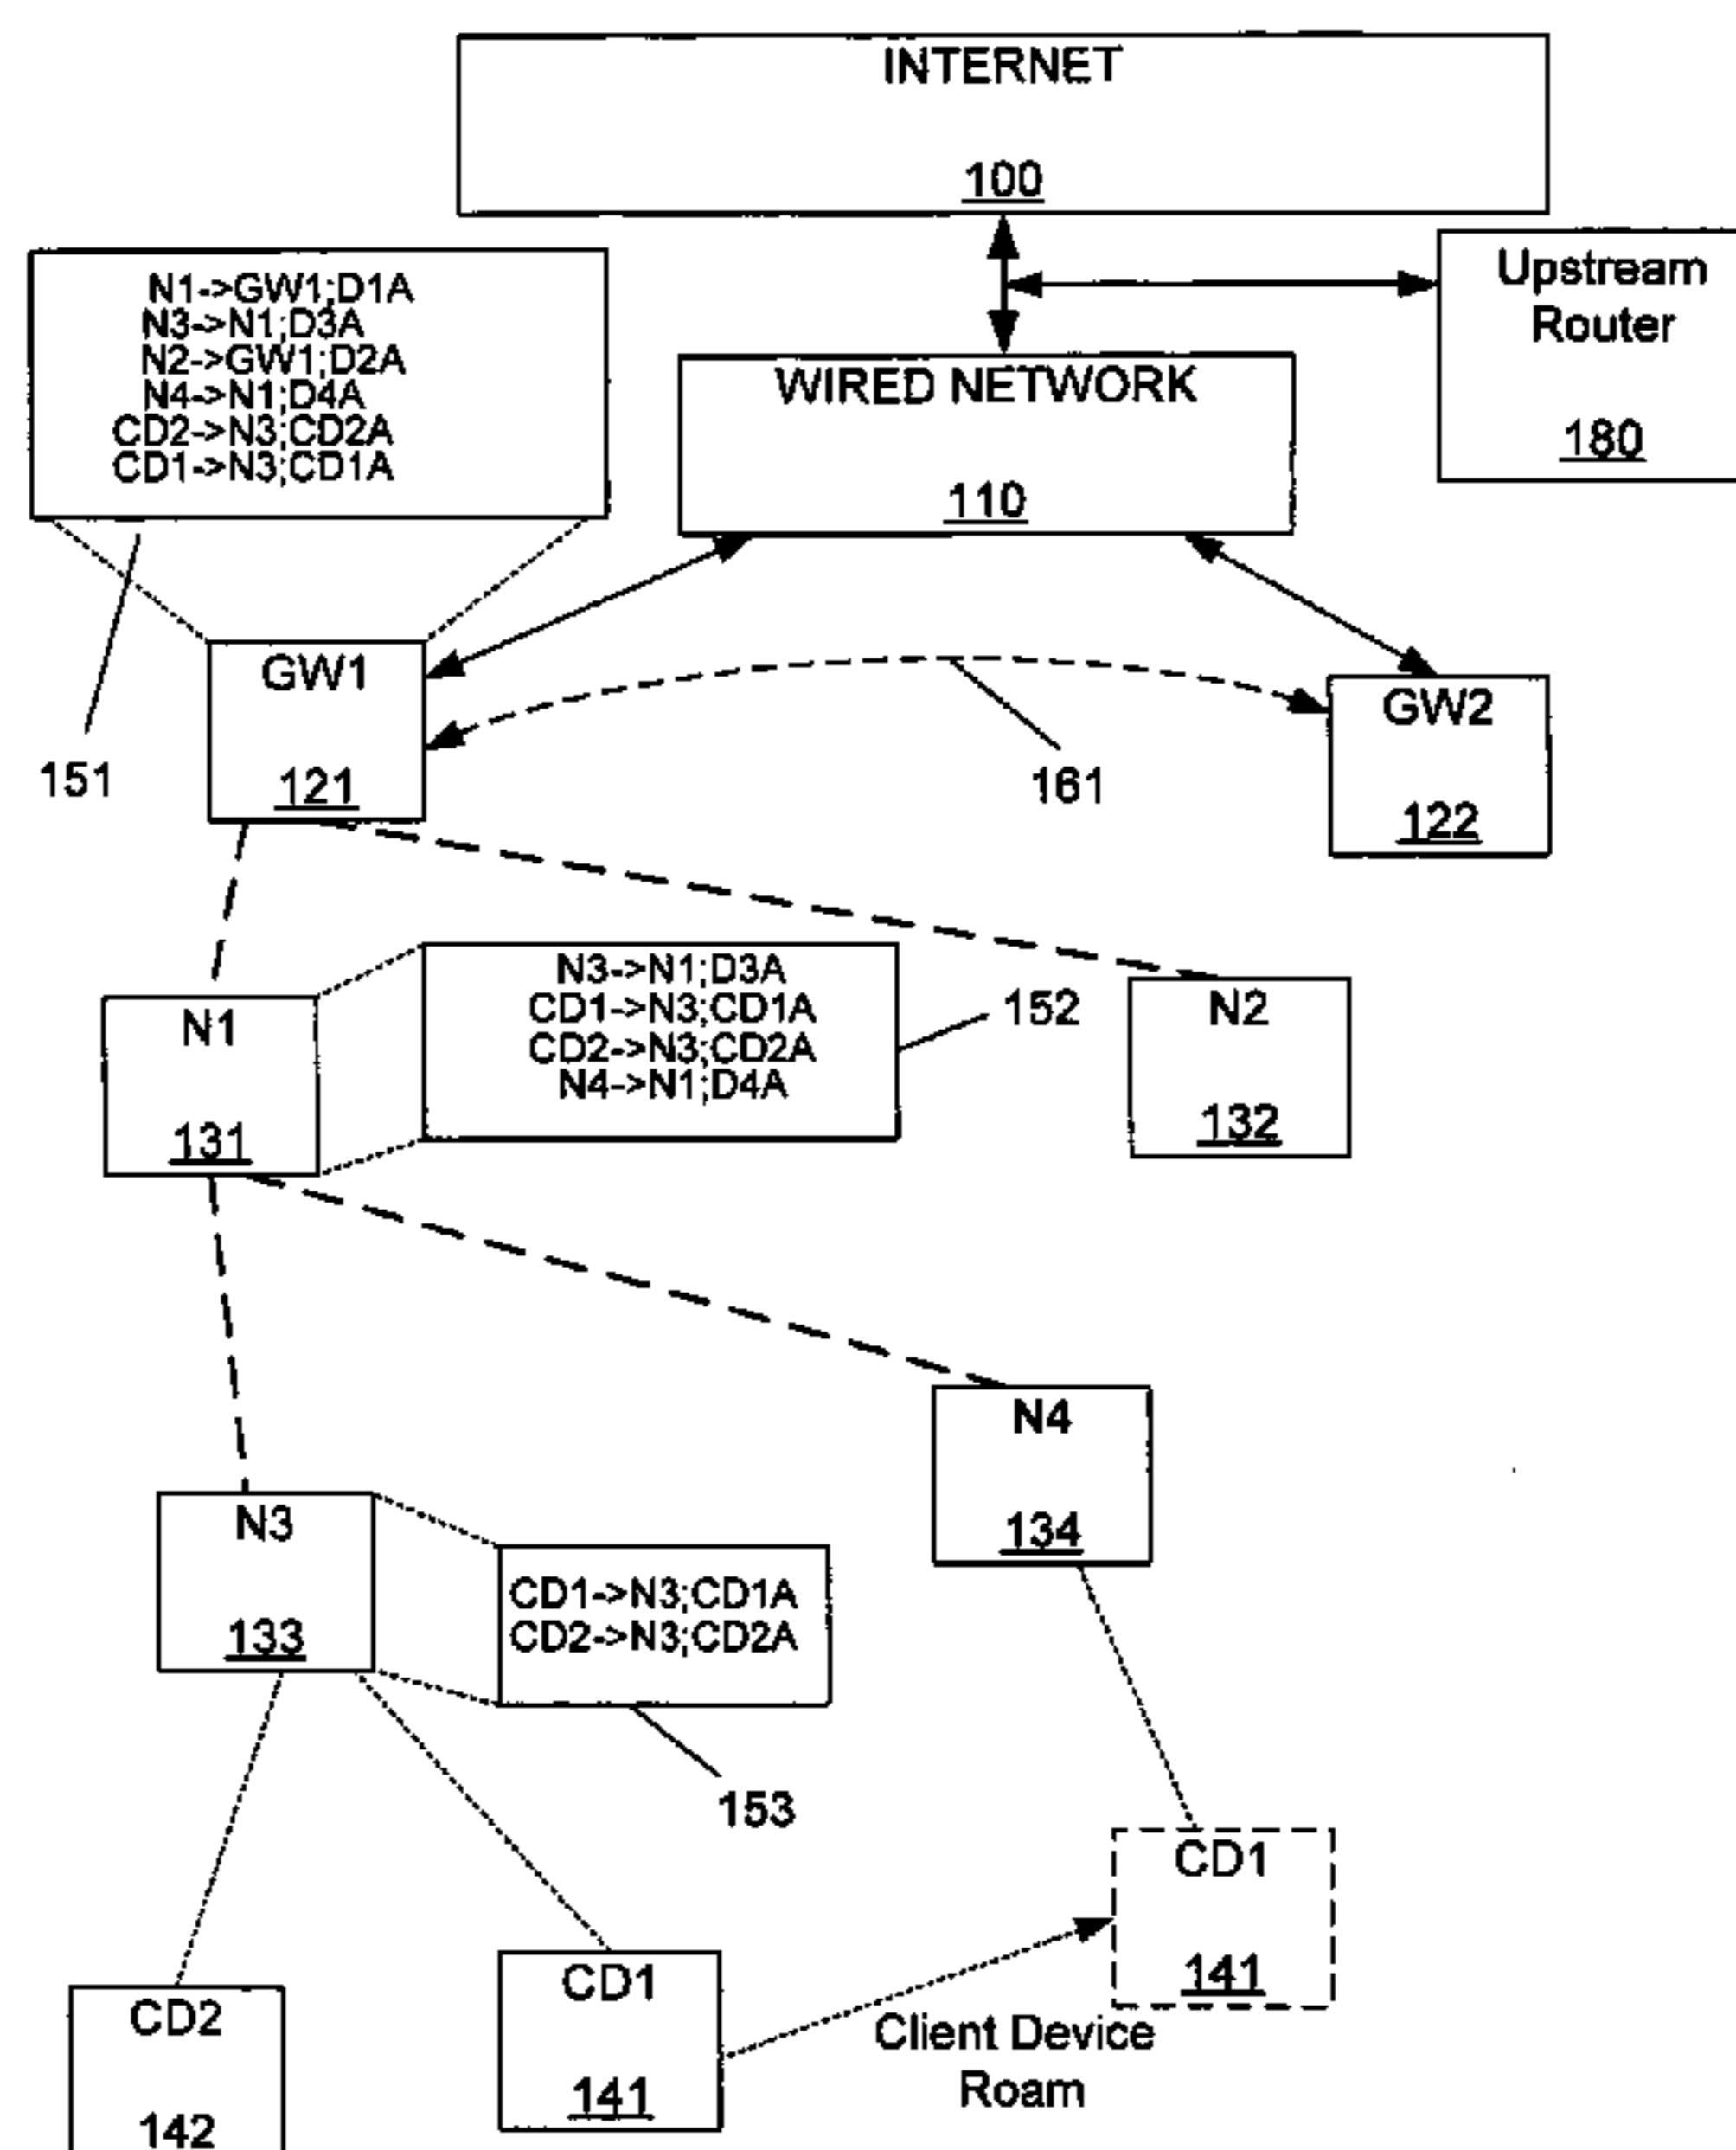 INTERNET
100
N1->GW1;D1A
N3->N1;D3A
N2->GW1;D2A
N4->N1;D4A
CD2->N3;CD2A
CD1->N3;CD1A
Upstream
Router
180
WIRED NETWORK
110
GW1
121
151
161
GW2
122
N1
131
N3->N1;D3A
CD1->N3;CD1A
CD2->N3;CD2A
N4->N1;D4A
152
N2
132
N4
134
N3
133
CD1->N3;CD1A
CD2->N3;CD2A
153
CD1
141
CD2
142
CD1
141
Client Device
Roam